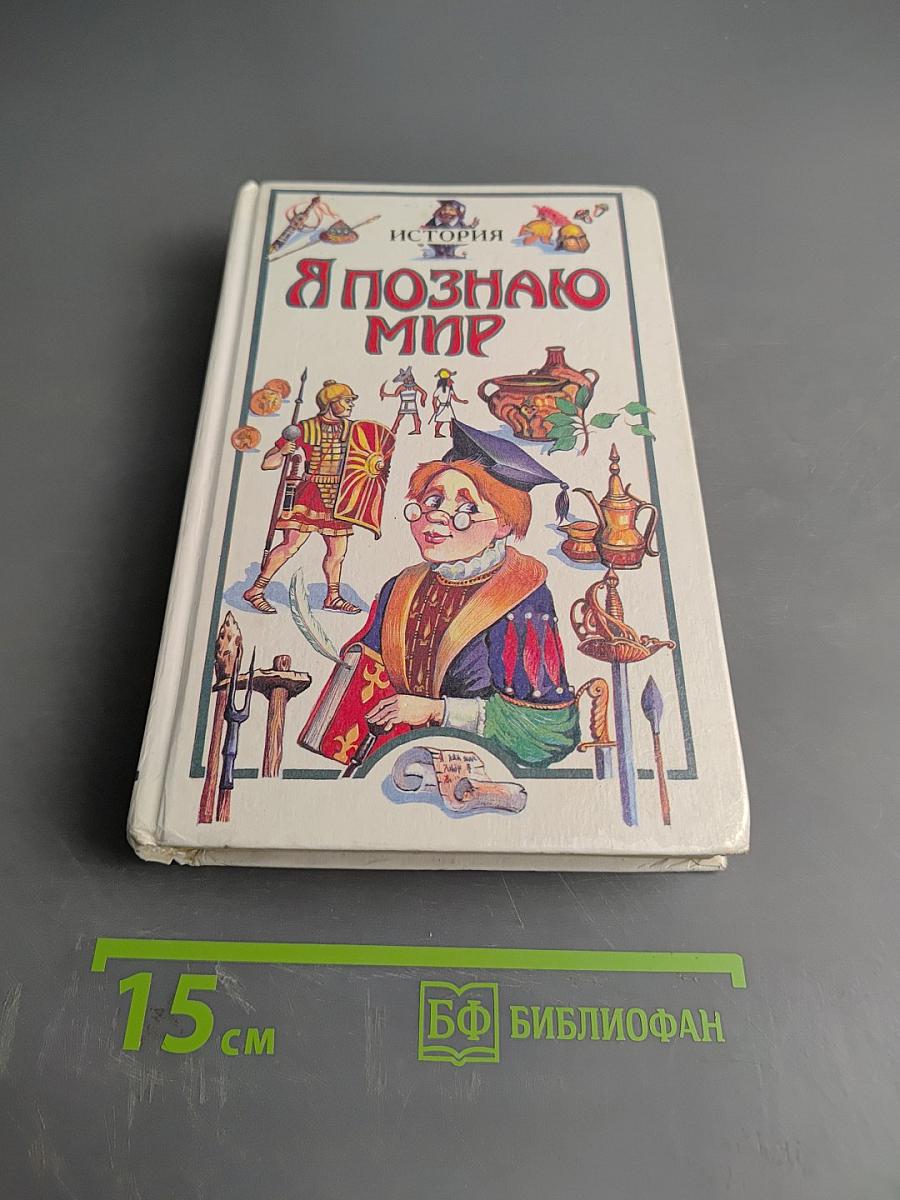 ИСТОРИЯ
Я ПОЗНАЮ
МИР
15 см
БФ БИБЛИОФАН